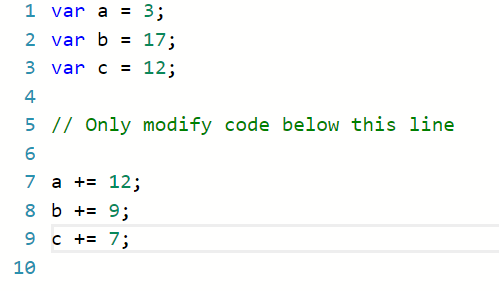 1 var a = 3;
2 var b = 17;
3 var c = 12;
4
5 // Only modify code below this line
6
7 a += 12;
8 b += 9;
9 c += 7;
10